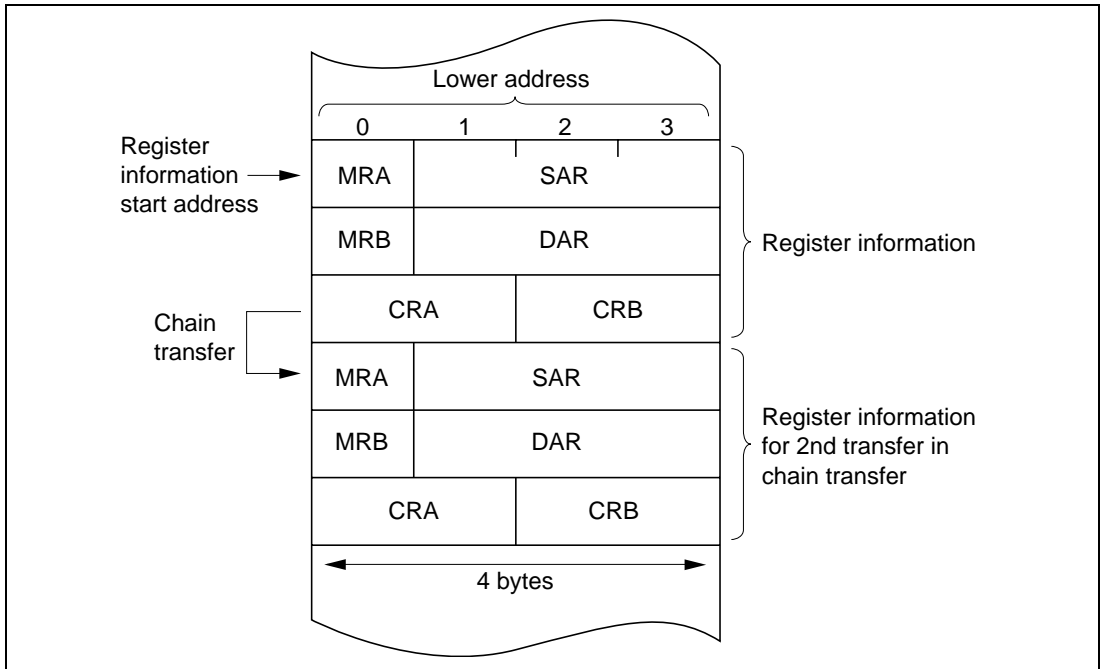 Lower address
0 1 2 3
Register
information
start address
MRA SAR
MRB DAR
Register information
CRA CRB
Chain
transfer
MRA SAR
MRB DAR
Register information
for 2nd transfer in
chain transfer
CRA CRB
4 bytes